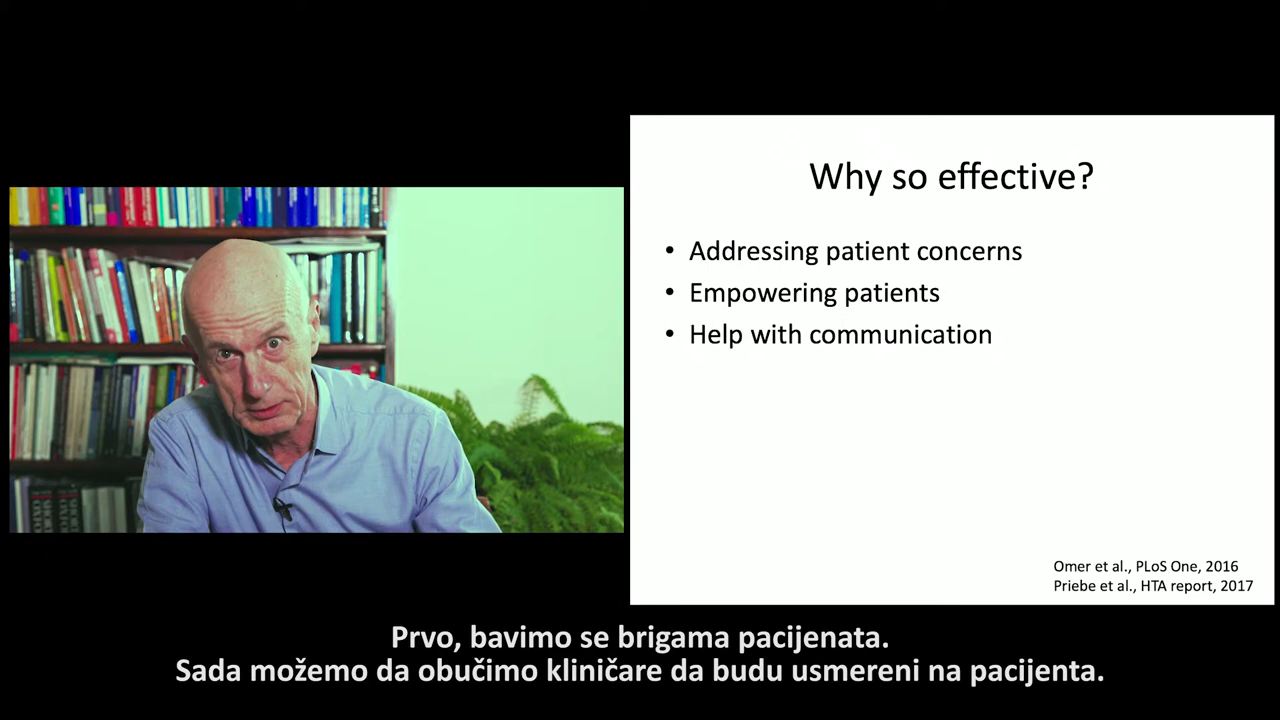 Why so effective?
• Addressing patient concerns
• Empowering patients
• Help with communication
Omer et al., PLoS One, 2016
Priebe et al., HTA report, 2017
Prvo, bavimo se brigama pacijenata.
Sada možemo da obučimo kliničare da budu usmereni na pacijenta.